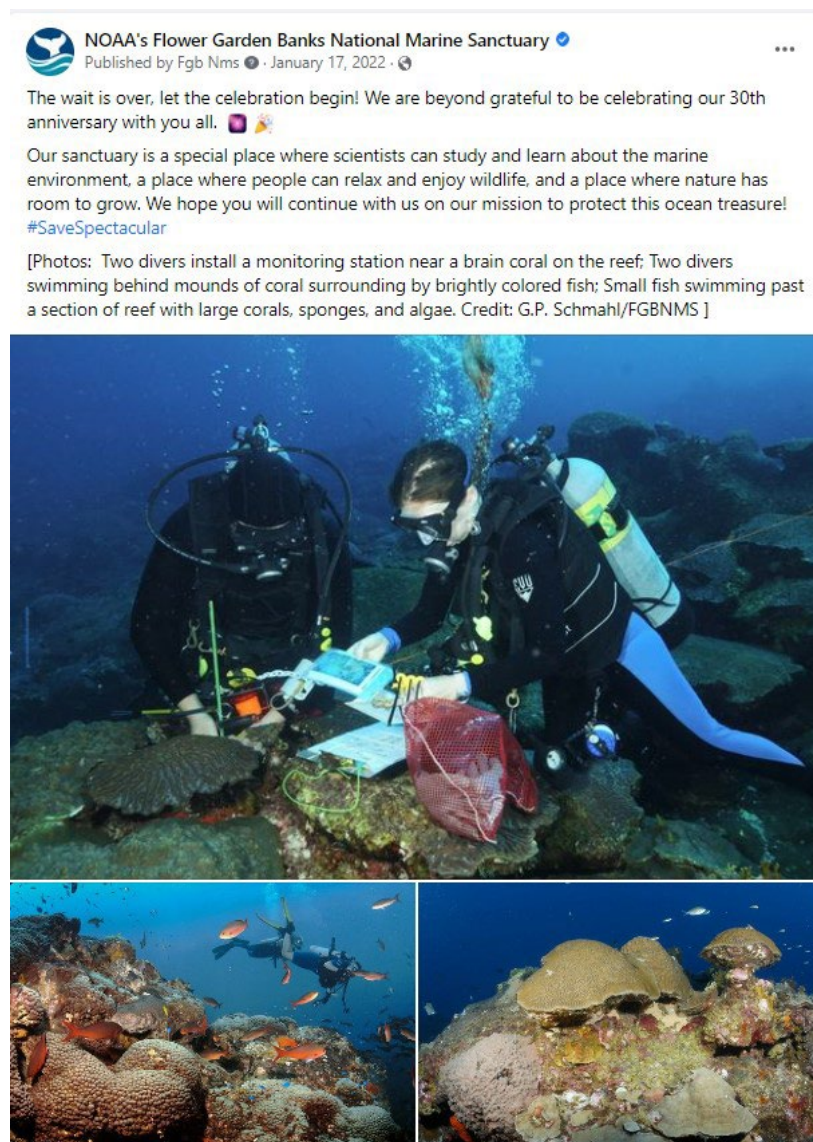 NOAA's Flower Garden Banks National Marine Sanctuary
Published by Fgb Nms · January 17, 2022 ·
The wait is over, let the celebration begin! We are beyond grateful to be celebrating our 30th
anniversary with you all.
Our sanctuary is a special place where scientists can study and learn about the marine
environment, a place where people can relax and enjoy wildlife, and a place where nature has
room to grow. We hope you will continue with us on our mission to protect this ocean treasure!
#SaveSpectacular
[Photos:  Two divers install a monitoring station near a brain coral on the reef; Two divers
swimming behind mounds of coral surrounding by brightly colored fish; Small fish swimming past
a section of reef with large corals, sponges, and algae. Credit: G.P. Schmahl/FGBNMS ]